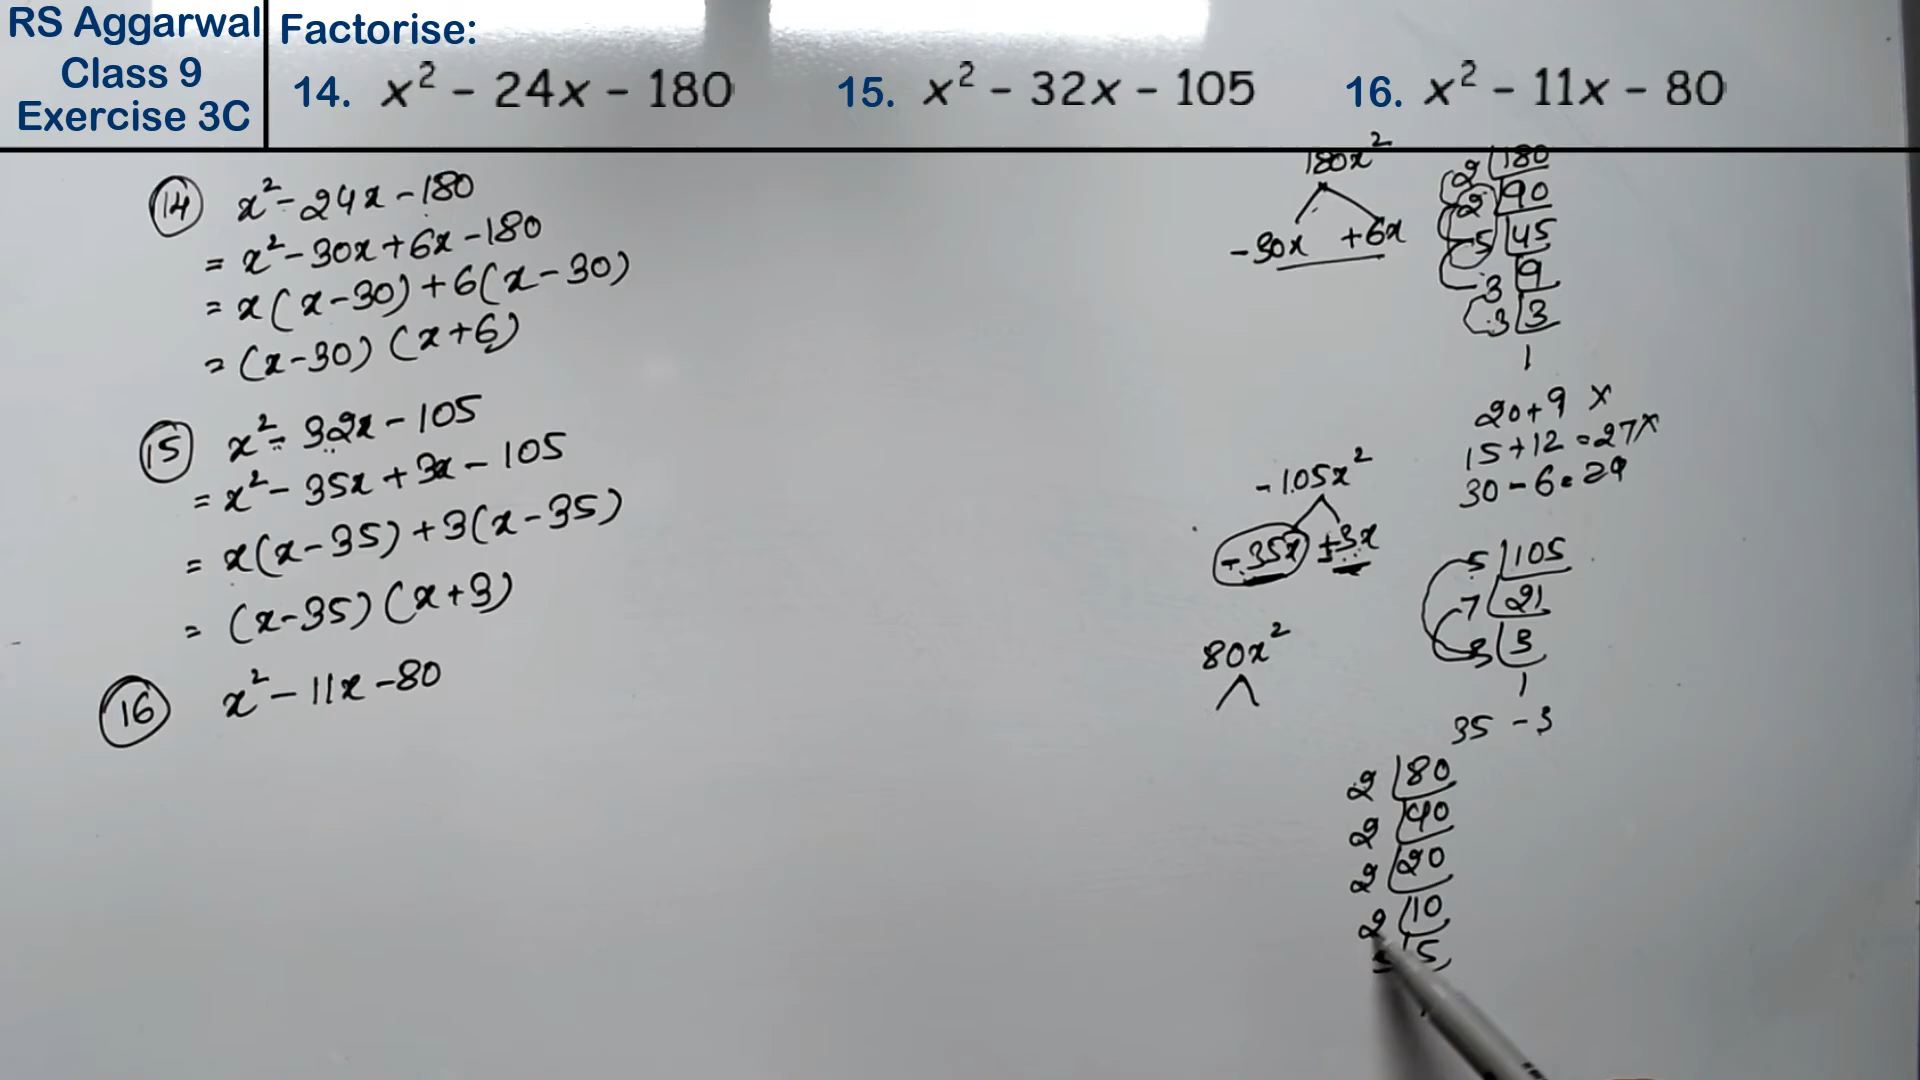 RS Aggarwal
Class 9
Exercise 3C
Factorise:
14. x² - 24x - 180
15. x² - 32x - 105
16. x² - 11x - 80
14 x² - 24x - 180
= x² - 30x + 6x - 180
= x(x - 30) + 6(x - 30)
= (x - 30) (x + 6)
15 x² - 32x - 105
= x² - 35x + 3x - 105
= x(x - 35) + 3(x - 35)
= (x - 35) (x + 3)
16 x² - 11x - 80
180x²
- 30x + 6x
2 180
2 90
5 45
3 9
3 3
1
20 + 9 ×
15 + 12 = 27 ×
30 - 6 = 24
- 105x²
- 35x + 3x
5 105
7 21
3 3
1
35 - 3
80x²
2 80
2 40
2 20
2 10
5